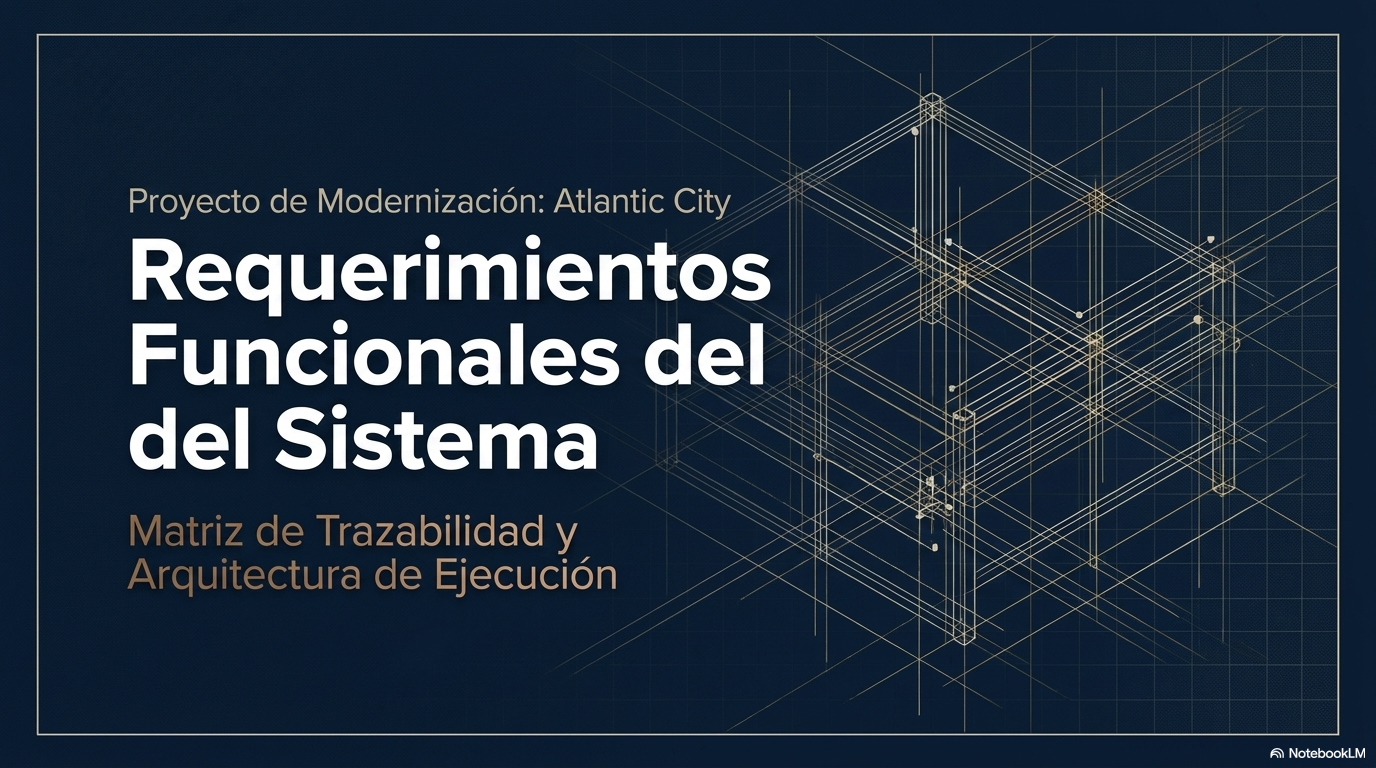 Proyecto de Modernización: Atlantic City
Requerimientos
Funcionales del
del Sistema
Matriz de Trazabilidad y
Arquitectura de Ejecución
NotebookLM